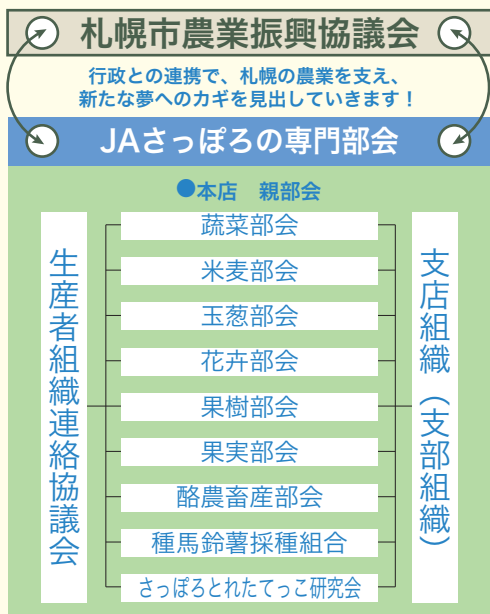 札幌市農業振興協議会
行政との連携で、札幌の農業を支え、
新たな夢へのカギを見出していきます！
JAさっぽろの専門部会
●本店　親部会
生産者組織連絡協議会
蔬菜部会
米麦部会
玉葱部会
花卉部会
果樹部会
果実部会
酪農畜産部会
種馬鈴薯採種組合
さっぽろとれたてっこ研究会
支店組織（支部組織）